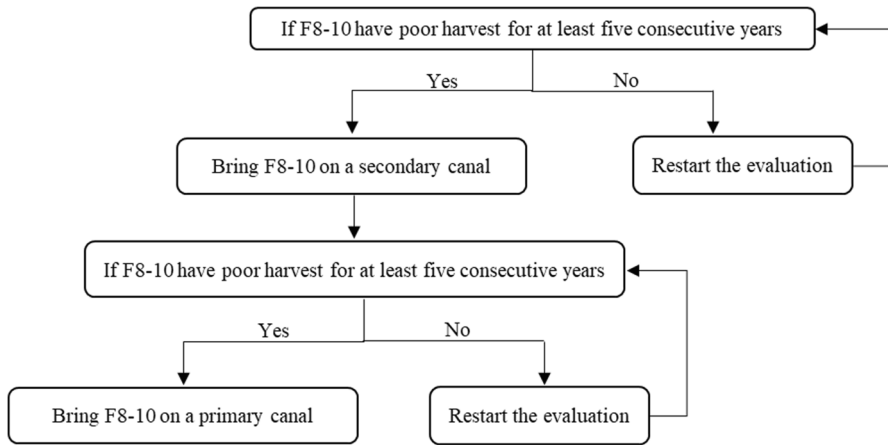 If F8-10 have poor harvest for at least five consecutive years
Yes
No
Bring F8-10 on a secondary canal
Restart the evaluation
If F8-10 have poor harvest for at least five consecutive years
Yes
No
Bring F8-10 on a primary canal
Restart the evaluation